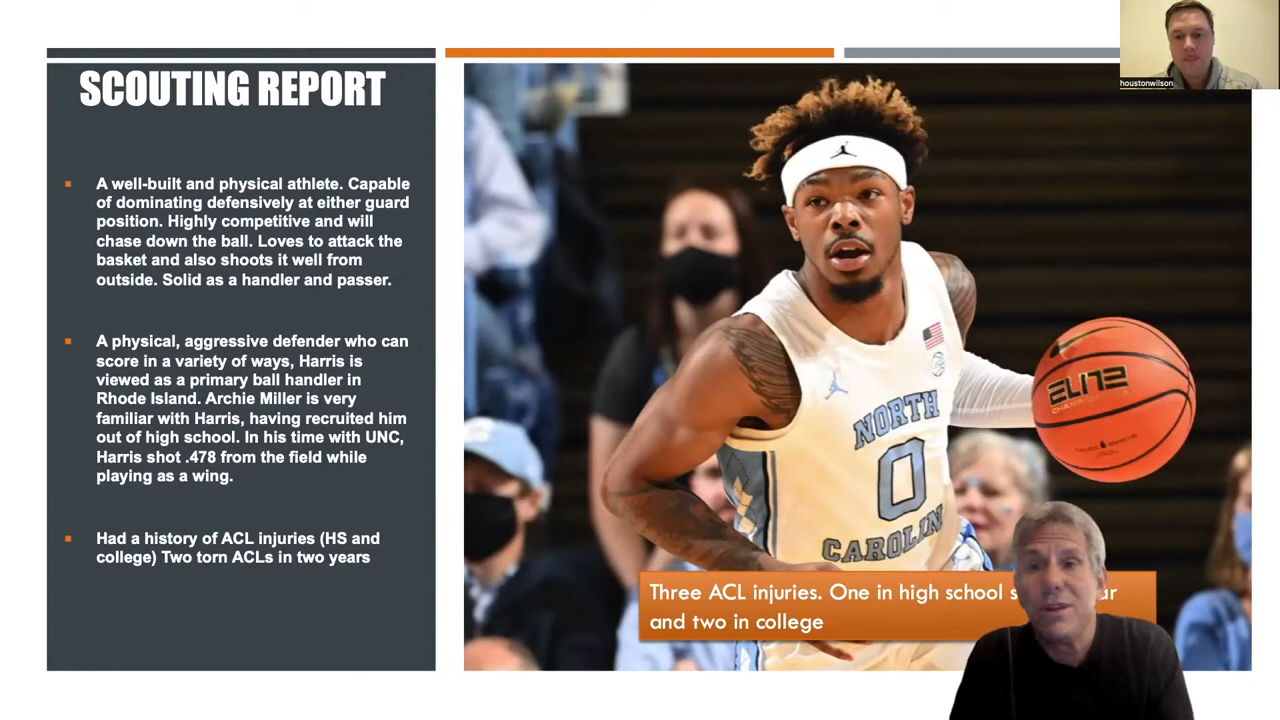 SCOUTING REPORT
houstonwilson
A well-built and physical athlete. Capable
of dominating defensively at either guard
position. Highly competitive and will
chase down the ball. Loves to attack the
basket and also shoots it well from
outside. Solid as a handler and passer.
A physical, aggressive defender who can
score in a variety of ways, Harris is
viewed as a primary ball handler in
Rhode Island. Archie Miller is very
familiar with Harris, having recruited him
out of high school. In his time with UNC,
Harris shot .478 from the field while
playing as a wing.
Had a history of ACL injuries (HS and
college) Two torn ACLs in two years
NORTH
0
CAROLIN
ELITE
Three ACL injuries. One in high school
and two in college